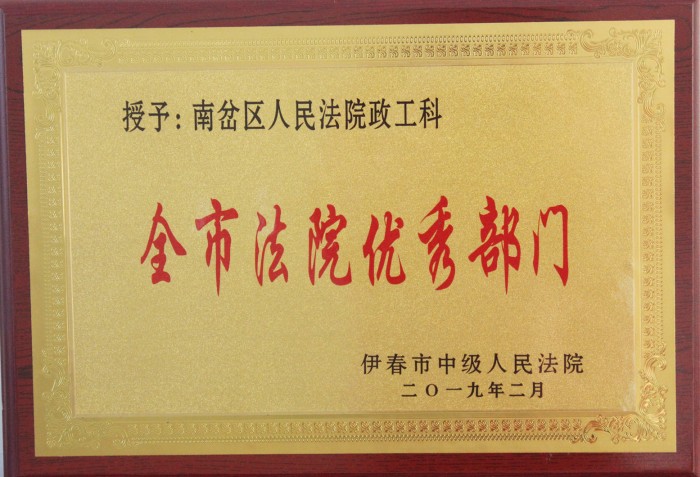 授予：南岔区人民法院政工科
全市法院优秀部门
伊春市中级人民法院
二〇一九年二月